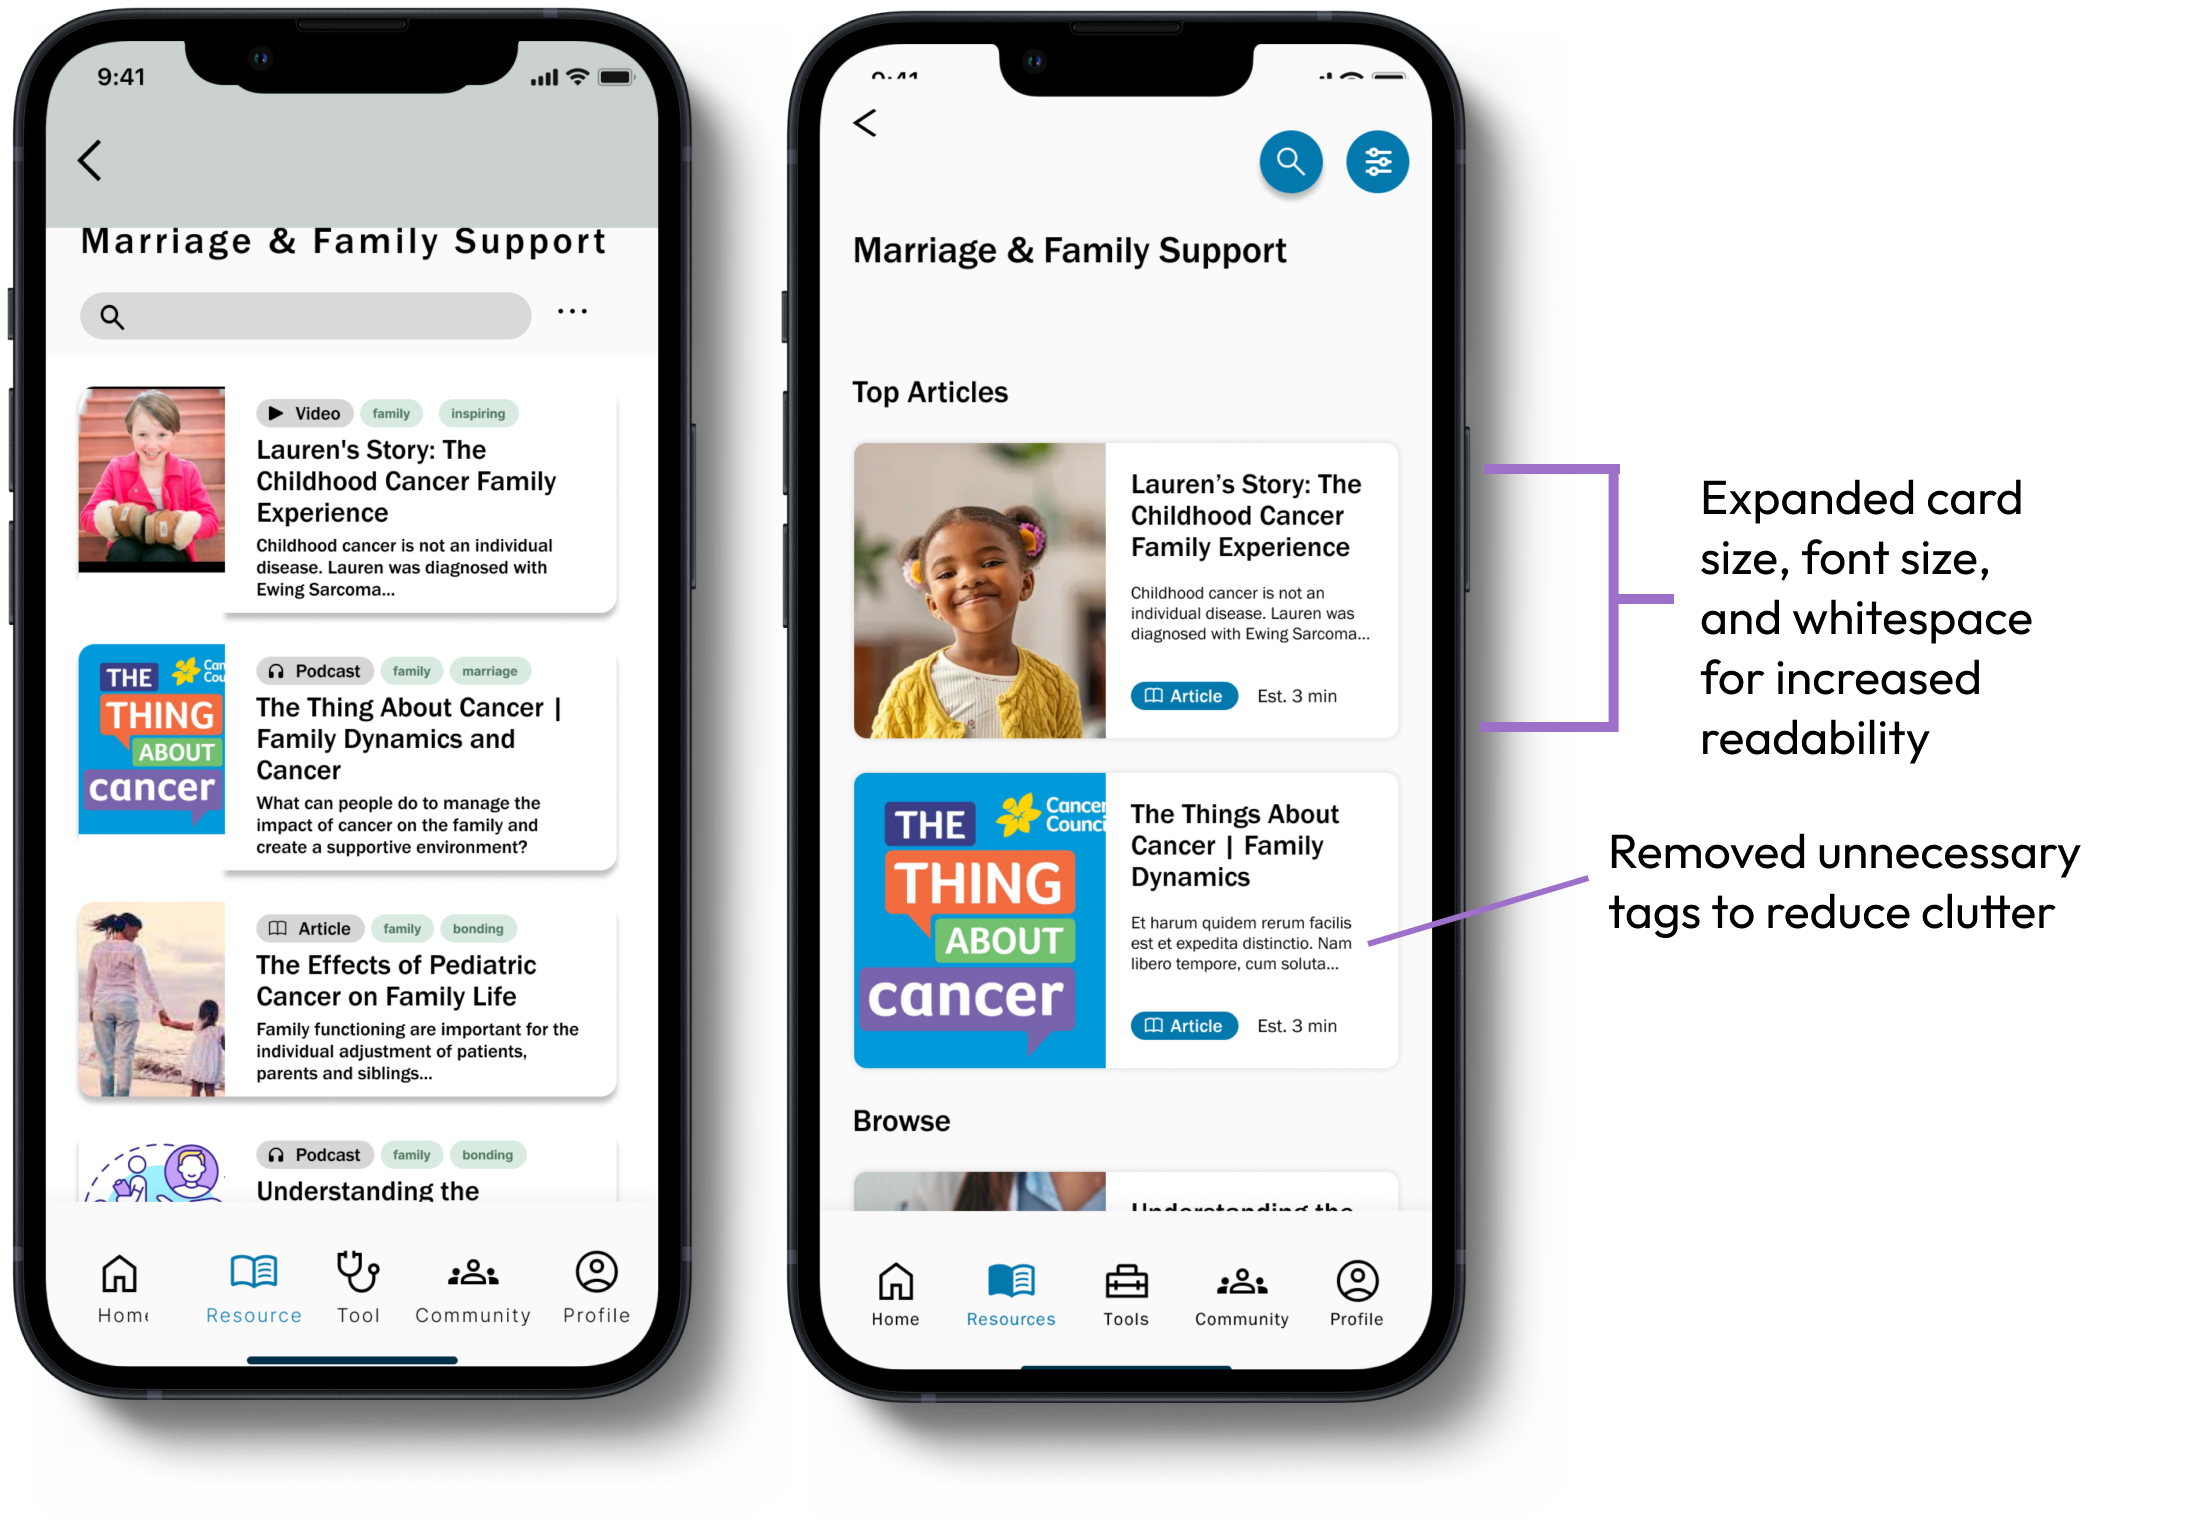 9:41
Marriage & Family Support
...
Video family inspiring
Lauren's Story: The
Childhood Cancer Family
Experience
Childhood cancer is not an individual
disease. Lauren was diagnosed with
Ewing Sarcoma...
THE
THING
ABOUT
cancer
Podcast family marriage
The Thing About Cancer |
Family Dynamics and
Cancer
What can people do to manage the
impact of cancer on the family and
create a supportive environment?
Article family bonding
The Effects of Pediatric
Cancer on Family Life
Family functioning are important for the
individual adjustment of patients,
parents and siblings...
Podcast family bonding
Understanding the
Home Resource Tool Community Profile
9:41
Marriage & Family Support
Top Articles
Lauren’s Story: The
Childhood Cancer
Family Experience
Childhood cancer is not an
individual disease. Lauren was
diagnosed with Ewing Sarcoma...
Article Est. 3 min
THE
Cancer
Council
THING
ABOUT
cancer
The Things About
Cancer | Family
Dynamics
Et harum quidem rerum facilis
est et expedita distinctio. Nam
libero tempore, cum soluta...
Article Est. 3 min
Browse
Understanding the
Home Resources Tools Community Profile
Expanded card
size, font size,
and whitespace
for increased
readability
Removed unnecessary
tags to reduce clutter